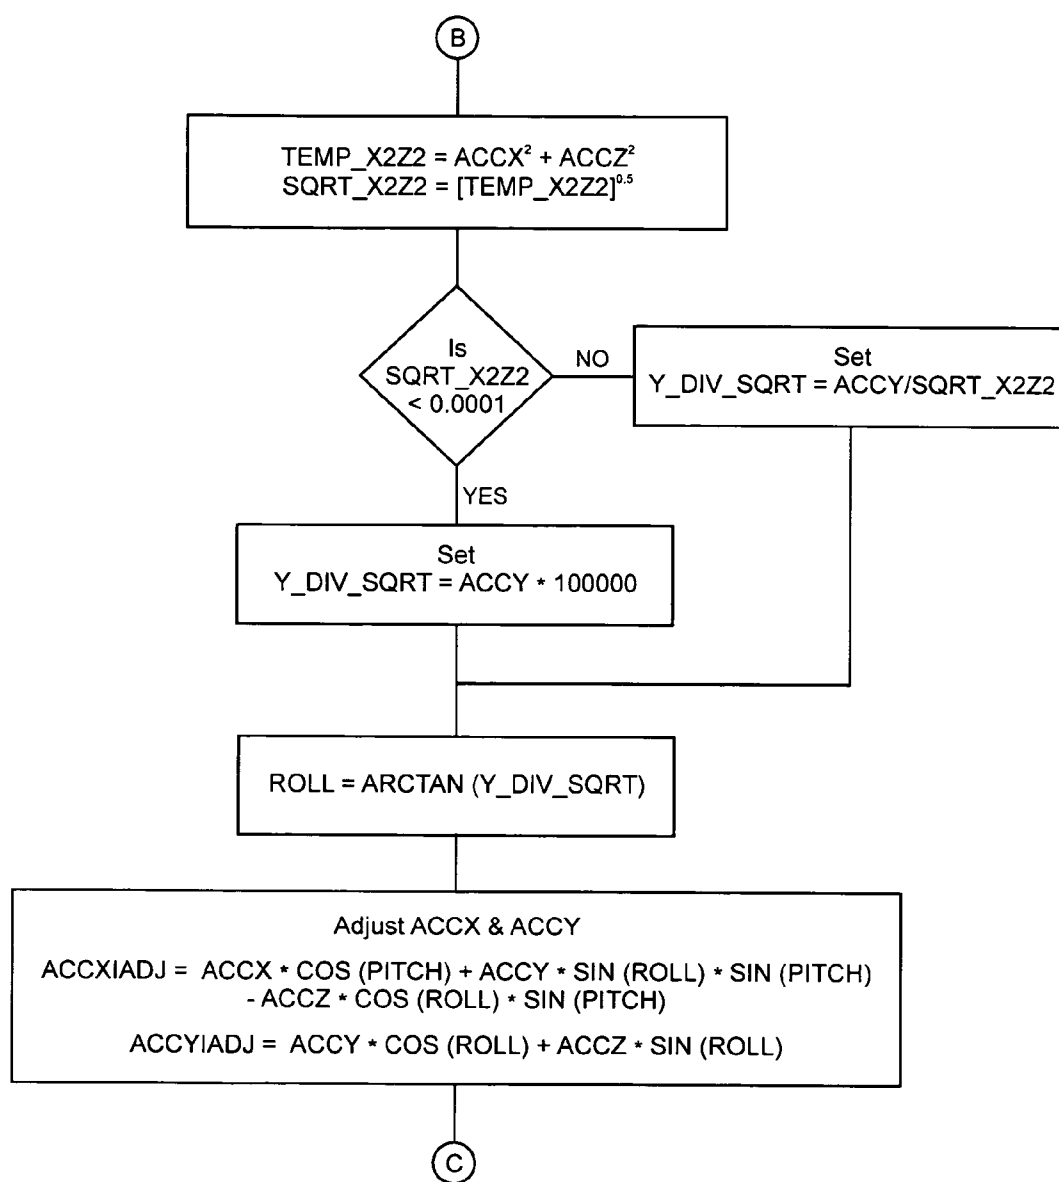 B
TEMP_X2Z2 = ACCX² + ACCZ²
SQRT_X2Z2 = [TEMP_X2Z2]⁰·⁵
Is
SQRT_X2Z2
< 0.0001
NO
Set
Y_DIV_SQRT = ACCY/SQRT_X2Z2
YES
Set
Y_DIV_SQRT = ACCY * 100000
ROLL = ARCTAN (Y_DIV_SQRT)
Adjust ACCX & ACCY
ACCXIADJ = ACCX * COS (PITCH) + ACCY * SIN (ROLL) * SIN (PITCH)
- ACCZ * COS (ROLL) * SIN (PITCH)
ACCYIADJ = ACCY * COS (ROLL) + ACCZ * SIN (ROLL)
C